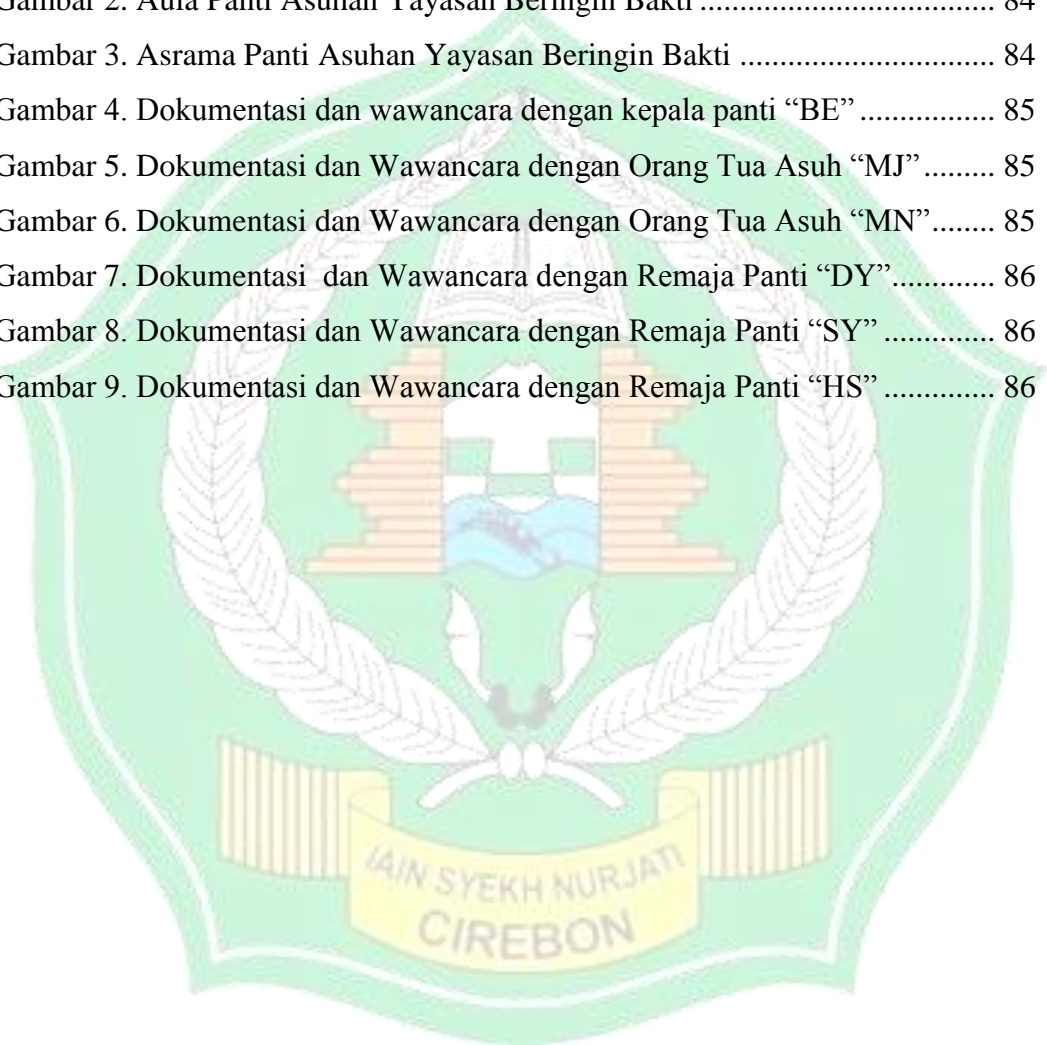 Gambar 2. Aula Panti Asuhan Yayasan Beringin Bakti ..................................... 84
Gambar 3. Asrama Panti Asuhan Yayasan Beringin Bakti ................................ 84
Gambar 4. Dokumentasi dan wawancara dengan kepala panti “BE” ................. 85
Gambar 5. Dokumentasi dan Wawancara dengan Orang Tua Asuh “MJ” ......... 85
Gambar 6. Dokumentasi dan Wawancara dengan Orang Tua Asuh “MN”........ 85
Gambar 7. Dokumentasi  dan Wawancara dengan Remaja Panti “DY”............. 86
Gambar 8. Dokumentasi dan Wawancara dengan Remaja Panti “SY” .............. 86
Gambar 9. Dokumentasi dan Wawancara dengan Remaja Panti “HS” .............. 86
IAIN SYEKH NURJATI
CIREBON